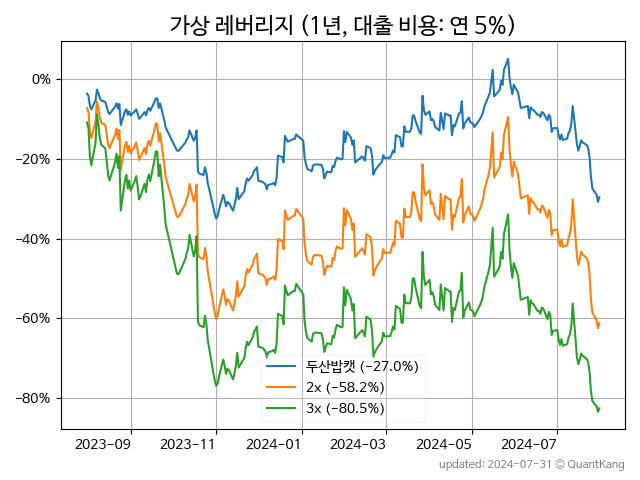 가상 레버리지 (1년, 대출 비용: 연 5%)
0%
−20%
−40%
−60%
−80%
두산밥캣 (−27.0%)
2x (−58.2%)
3x (−80.5%)
2023-09
2023-11
2024-01
2024-03
2024-05
2024-07
updated: 2024-07-31 © QuantKang